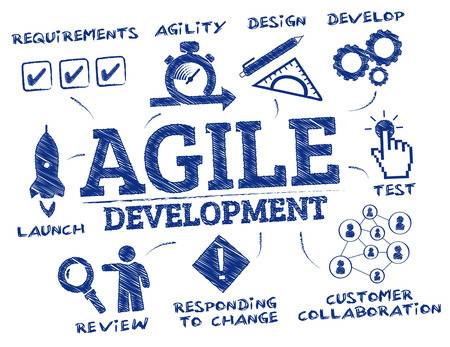 REQUIREMENTS
AGILITY
DESIGN
DEVELOP
AGILE
DEVELOPMENT
TEST
LAUNCH
REVIEW
RESPONDING
TO CHANGE
CUSTOMER
COLLABORATION